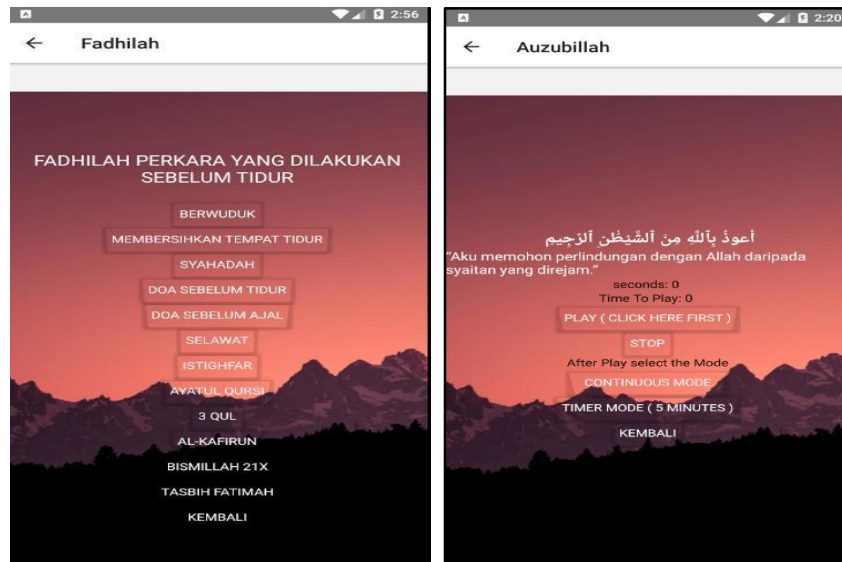 2:56
Fadhilah
FADHILAH PERKARA YANG DILAKUKAN
SEBELUM TIDUR
BERWUDUK
MEMBERSIHKAN TEMPAT TIDUR
SYAHADAH
DOA SEBELUM TIDUR
DOA SEBELUM AJAL
SELAWAT
ISTIGHFAR
AYATUL QURSI
3 QUL
AL-KAFIRUN
BISMILLAH 21X
TASBIH FATIMAH
KEMBALI
2:20
Auzubillah
أعوذُ بِٱللَّهِ مِنَ ٱلشَّيْطَٰنِ ٱلرَّجِيمِ
"Aku memohon perlindungan dengan Allah daripada
syaitan yang direjam."
seconds: 0
Time To Play: 0
PLAY ( CLICK HERE FIRST )
STOP
After Play select the Mode
CONTINUOUS MODE
TIMER MODE ( 5 MINUTES )
KEMBALI